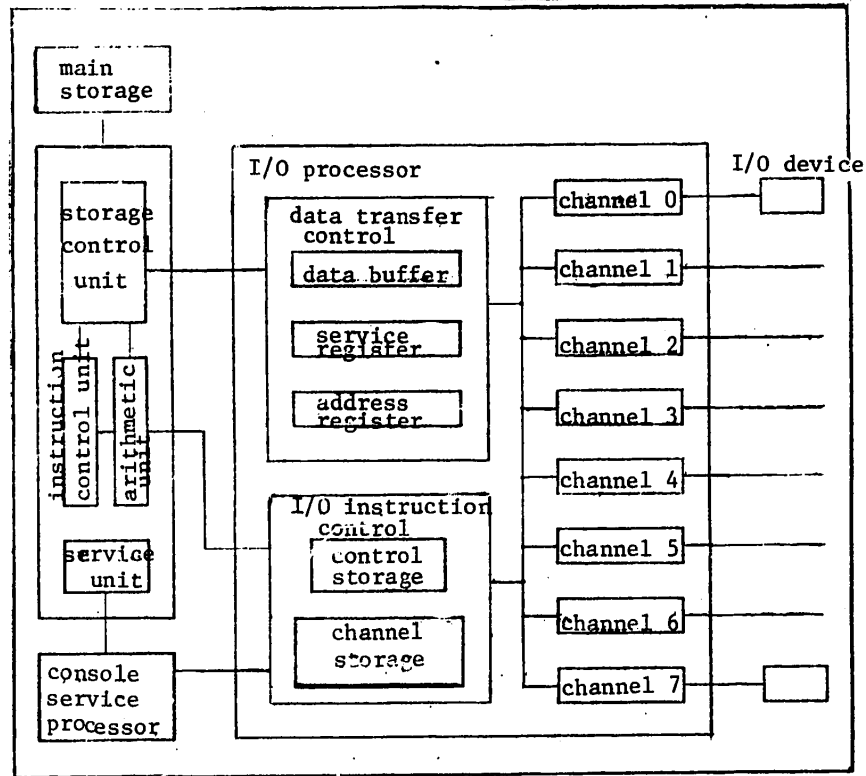 main
storage
storage
control
unit
instruction
control unit
arithmetic
unit
service
unit
console
service
processor
I/O processor
data transfer
control
data buffer
service
register
address
register
I/O instruction
control
control
storage
channel
storage
channel 0
channel 1
channel 2
channel 3
channel 4
channel 5
channel 6
channel 7
I/O device